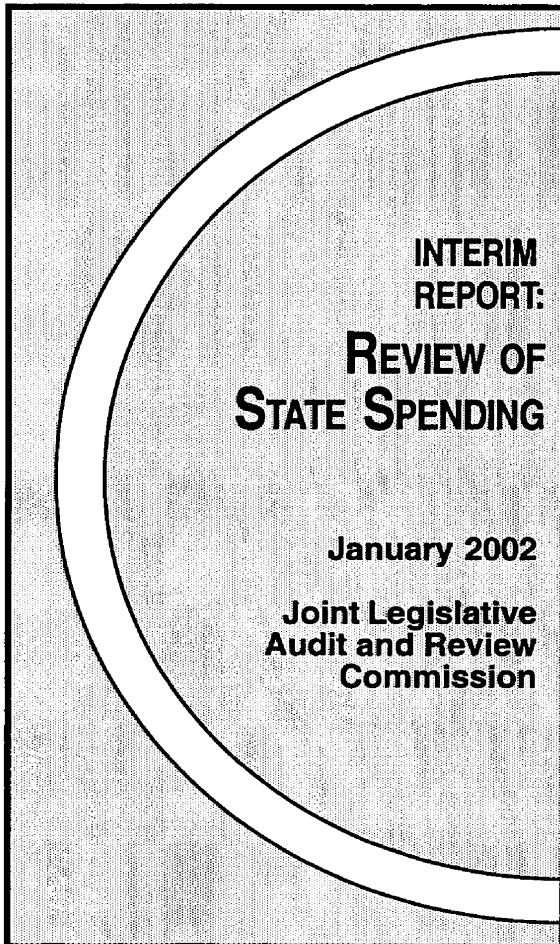 INTERIM
REPORT:
REVIEW OF
STATE SPENDING
January 2002
Joint Legislative
Audit and Review
Commission